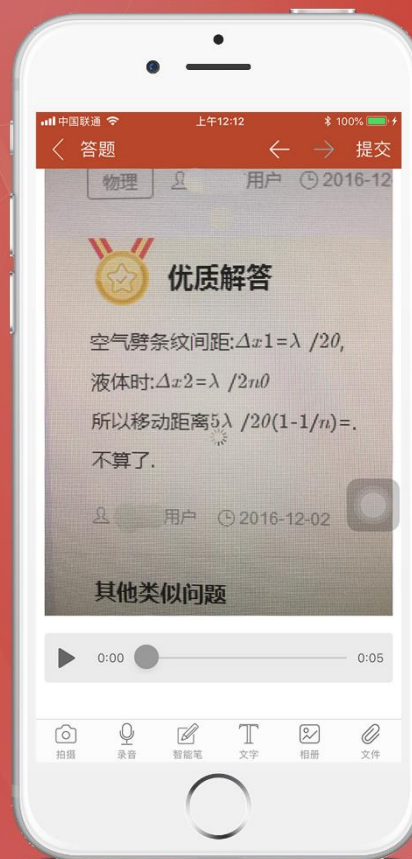 中国联通 上午12:12 100%
答题 提交
物理 用户 2016-12
优质解答
空气劈条纹间距:Δx1=λ /2θ,
液体时:Δx2=λ /2nθ
所以移动距离5λ /2θ(1-1/n)=.
不算了.
用户 2016-12-02
其他类似问题
0:00 0:05
拍摄 录音 智能笔 文字 相册 文件